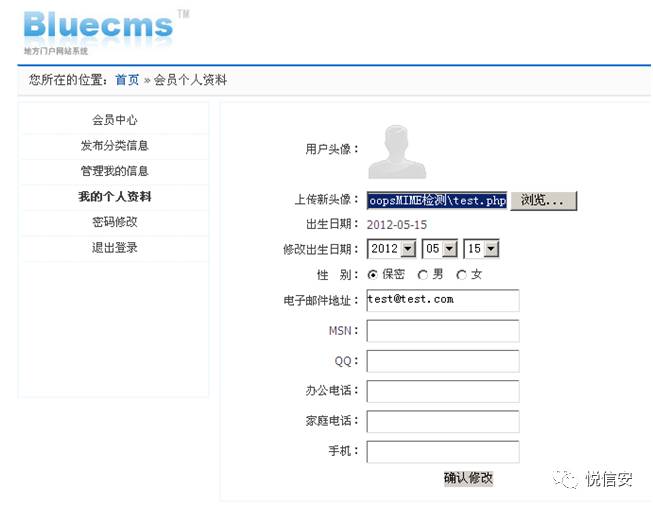 Bluecms TM
地方门户网站系统
您所在的位置：首页 » 会员个人资料
会员中心
发布分类信息
管理我的信息
我的个人资料
密码修改
退出登录
用户头像：
上传新头像： oopsMIME检测\test.php 浏览...
出生日期： 2012-05-15
修改出生日期： 2012 05 15
性 别： 保密 男 女
电子邮件地址： test@test.com
MSN：
QQ：
办公电话：
家庭电话：
手机：
确认修改
悦信安